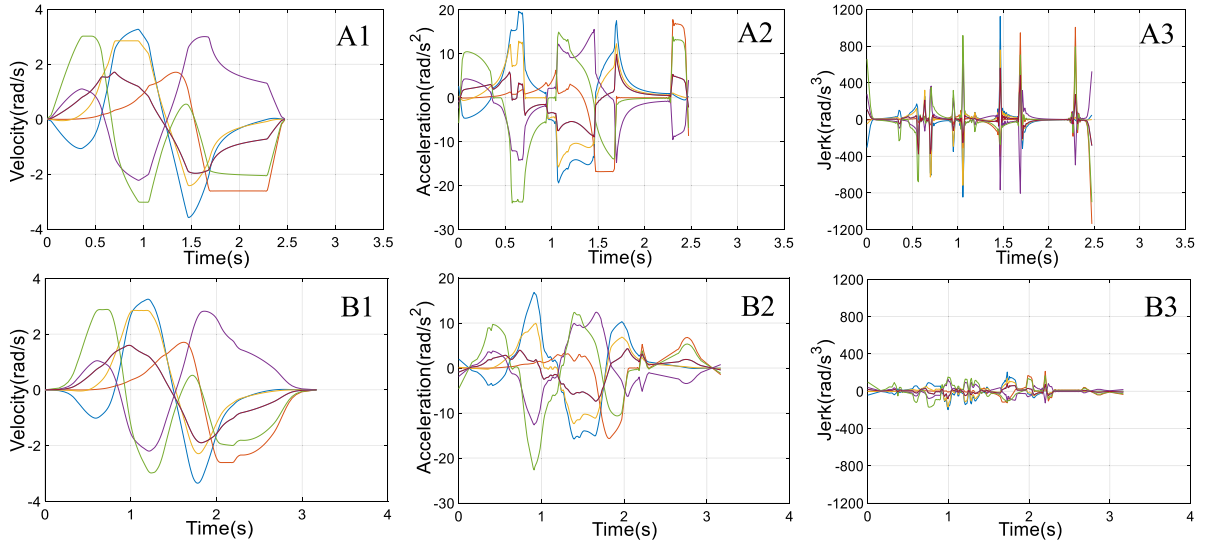 A1
Velocity(rad/s)
4
2
0
-2
-4
0 0.5 1 1.5 2 2.5 3 3.5
Time(s)
A2
Acceleration(rad/s²)
20
10
0
-10
-20
-30
0 0.5 1 1.5 2 2.5 3 3.5
Time(s)
A3
Jerk(rad/s³)
1200
800
400
0
-400
-800
-1200
0 0.5 1 1.5 2 2.5 3 3.5
Time(s)
B1
Velocity(rad/s)
4
2
0
-2
-4
0 1 2 3 4
Time(s)
B2
Acceleration(rad/s²)
20
10
0
-10
-20
-30
0 1 2 3 4
Time(s)
B3
Jerk(rad/s³)
1200
800
400
0
-400
-800
-1200
0 1 2 3 4
Time(s)